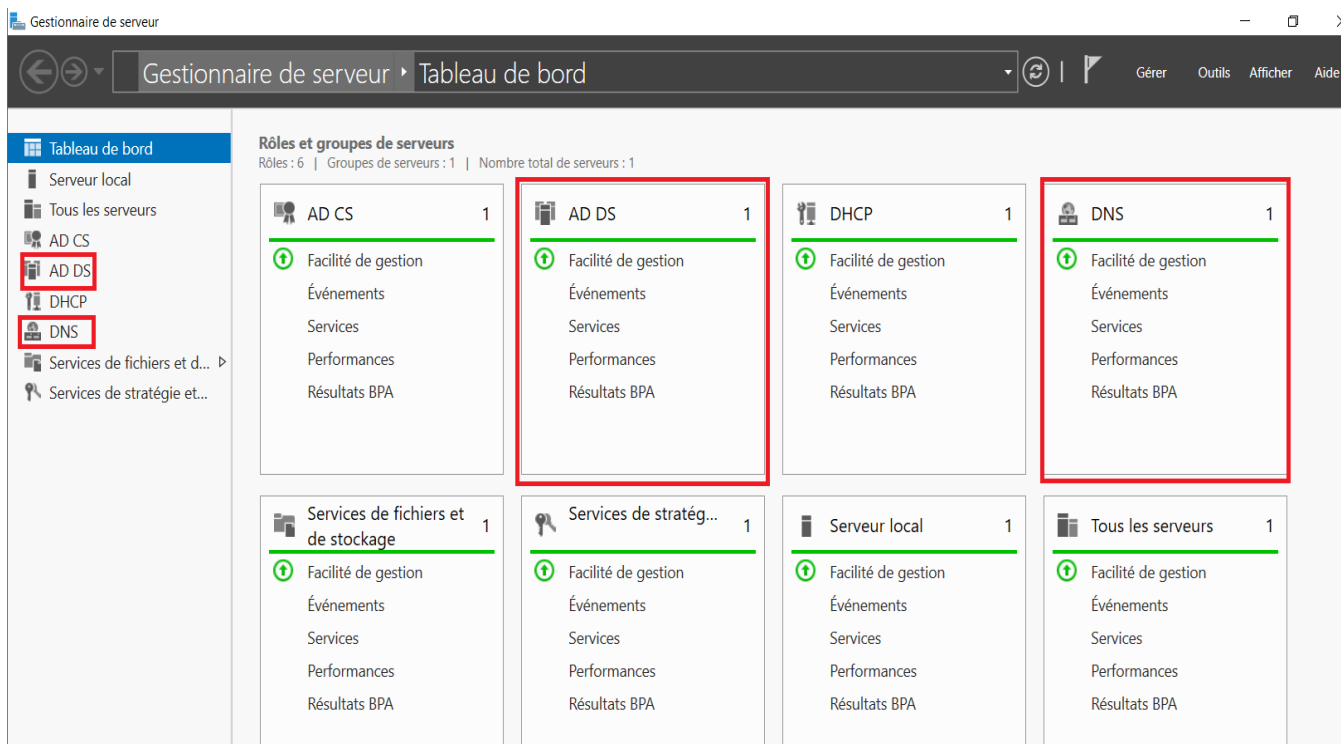 Gestionnaire de serveur
Gestionnaire de serveur Tableau de bord
Gérer Outils Afficher Aide
Tableau de bord
Serveur local
Tous les serveurs
AD CS
AD DS
DHCP
DNS
Services de fichiers et d...
Services de stratégie et...
Rôles et groupes de serveurs
Rôles : 6 | Groupes de serveurs : 1 | Nombre total de serveurs : 1
AD CS 1
Facilité de gestion
Événements
Services
Performances
Résultats BPA
AD DS 1
Facilité de gestion
Événements
Services
Performances
Résultats BPA
DHCP 1
Facilité de gestion
Événements
Services
Performances
Résultats BPA
DNS 1
Facilité de gestion
Événements
Services
Performances
Résultats BPA
Services de fichiers et
de stockage 1
Facilité de gestion
Événements
Services
Performances
Résultats BPA
Services de stratég... 1
Facilité de gestion
Événements
Services
Performances
Résultats BPA
Serveur local 1
Facilité de gestion
Événements
Services
Performances
Résultats BPA
Tous les serveurs 1
Facilité de gestion
Événements
Services
Performances
Résultats BPA